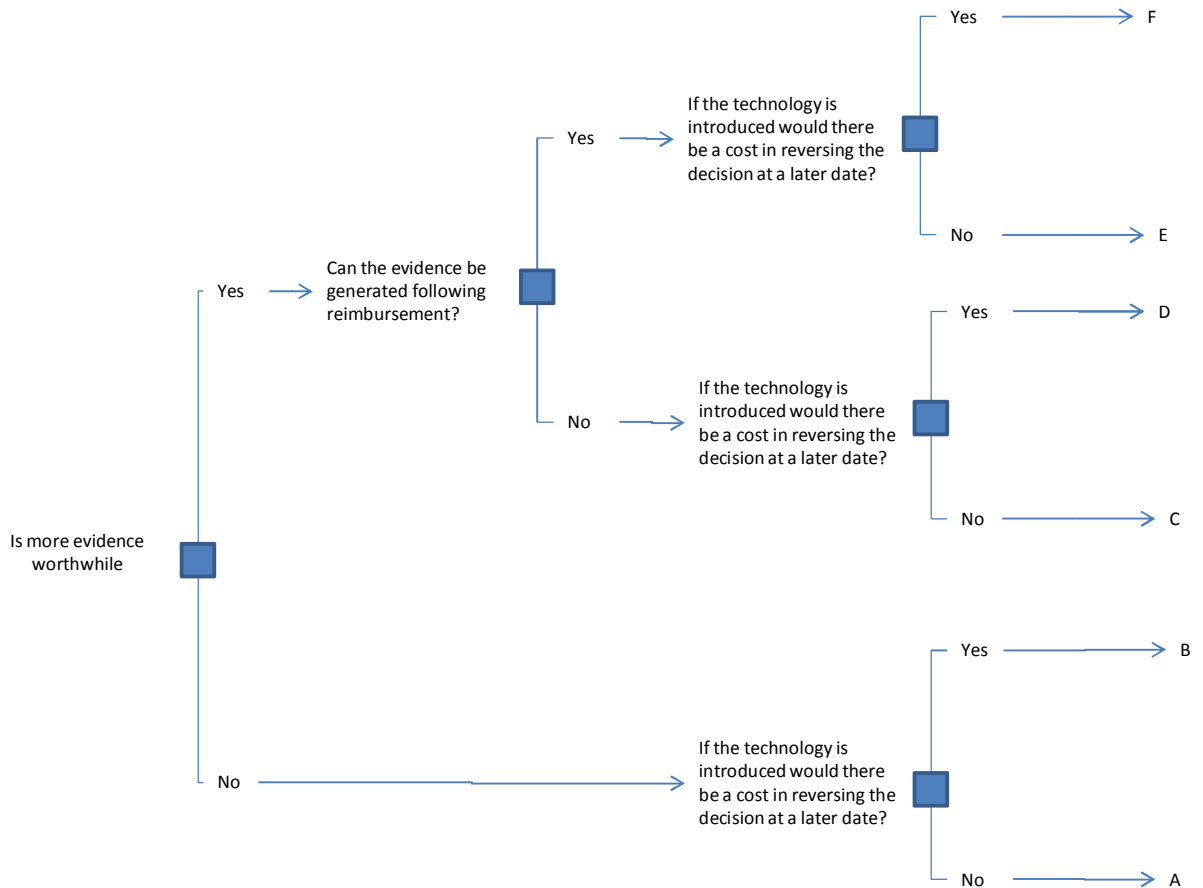 Yes
F
If the technology is
introduced would there
be a cost in reversing the
decision at a later date?
Yes
No
E
Can the evidence be
generated following
reimbursement?
Yes
Yes
D
If the technology is
introduced would there
be a cost in reversing the
decision at a later date?
No
No
C
Is more evidence
worthwhile
Yes
B
If the technology is
introduced would there
be a cost in reversing the
decision at a later date?
No
No
A